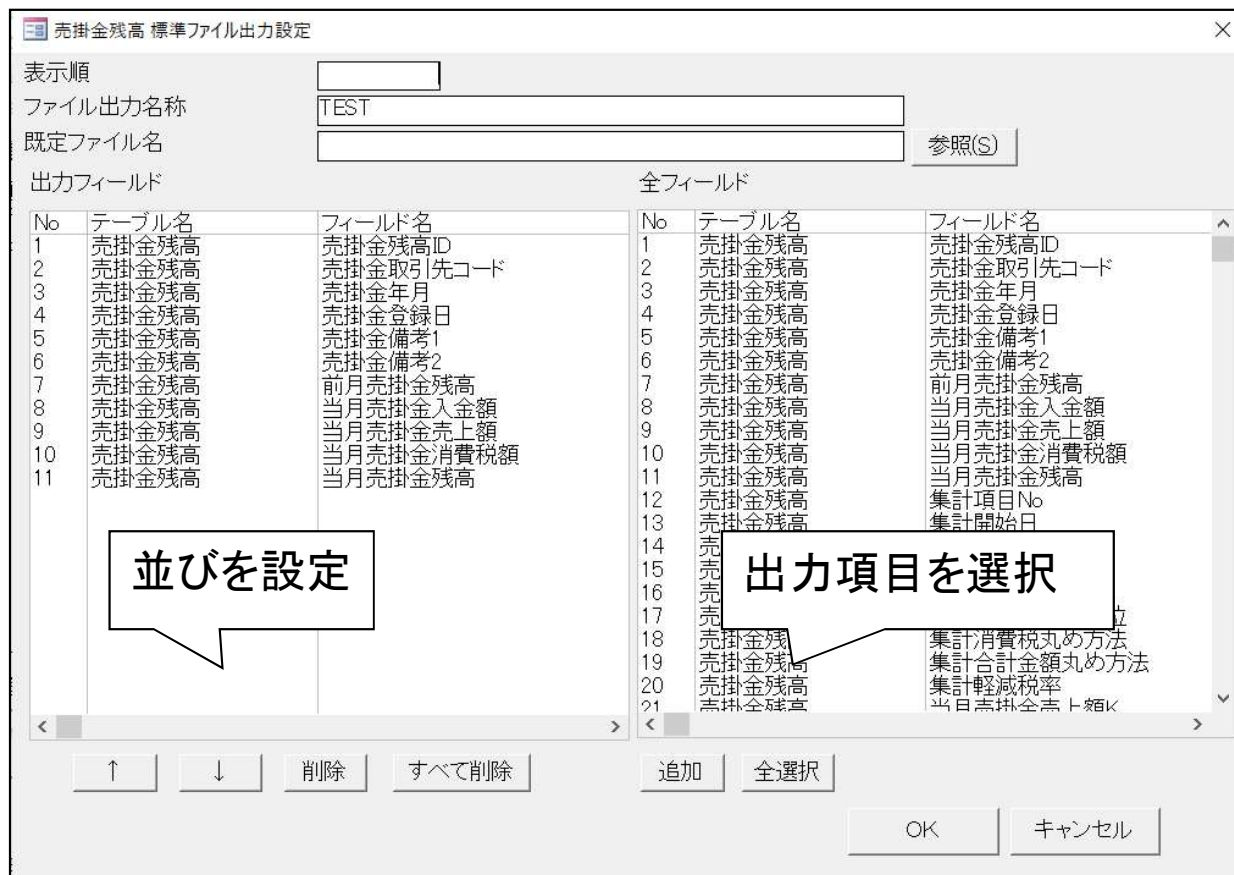 売掛金残高 標準ファイル出力設定
表示順
ファイル出力名称 TEST
既定ファイル名 参照(S)
出力フィールド
No テーブル名 フィールド名
1 売掛金残高 売掛金残高ID
2 売掛金残高 売掛金取引先コード
3 売掛金残高 売掛金年月
4 売掛金残高 売掛金登録日
5 売掛金残高 売掛金備考1
6 売掛金残高 売掛金備考2
7 売掛金残高 前月売掛金残高
8 売掛金残高 当月売掛金入金額
9 売掛金残高 当月売掛金売上額
10 売掛金残高 当月売掛金消費税額
11 売掛金残高 当月売掛金残高
並びを設定
↑ ↓ 削除 すべて削除
全フィールド
No テーブル名 フィールド名
1 売掛金残高 売掛金残高ID
2 売掛金残高 売掛金取引先コード
3 売掛金残高 売掛金年月
4 売掛金残高 売掛金登録日
5 売掛金残高 売掛金備考1
6 売掛金残高 売掛金備考2
7 売掛金残高 前月売掛金残高
8 売掛金残高 当月売掛金入金額
9 売掛金残高 当月売掛金売上額
10 売掛金残高 当月売掛金消費税額
11 売掛金残高 当月売掛金残高
12 売掛金残高 集計項目No
13 売掛金残高 集計開始日
14 売
15 売
16 売
17 売 位
18 売掛金残 集計消費税丸め方法
19 売掛金残高 集計合計金額丸め方法
20 売掛金残高 集計軽減税率
21 売掛金残高 当月売掛金売上額K
出力項目を選択
追加 全選択
OK キャンセル